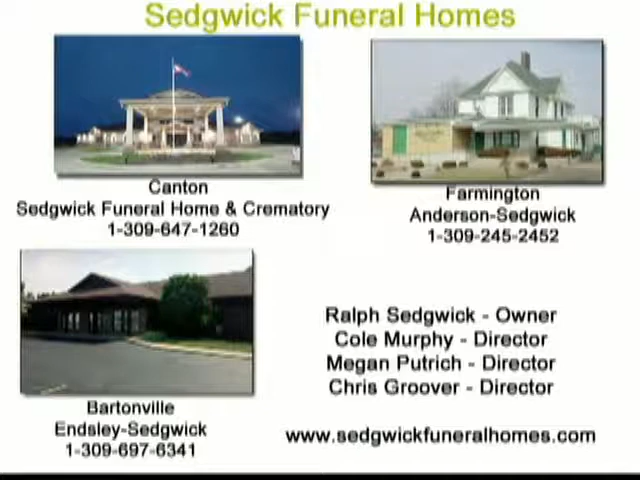 Sedgwick Funeral Homes
Canton
Sedgwick Funeral Home & Crematory
1-309-647-1260
Farmington
Anderson-Sedgwick
1-309-245-2452
Bartonville
Endsley-Sedgwick
1-309-697-6341
Ralph Sedgwick - Owner
Cole Murphy - Director
Megan Putrich - Director
Chris Groover - Director
www.sedgwickfuneralhomes.com